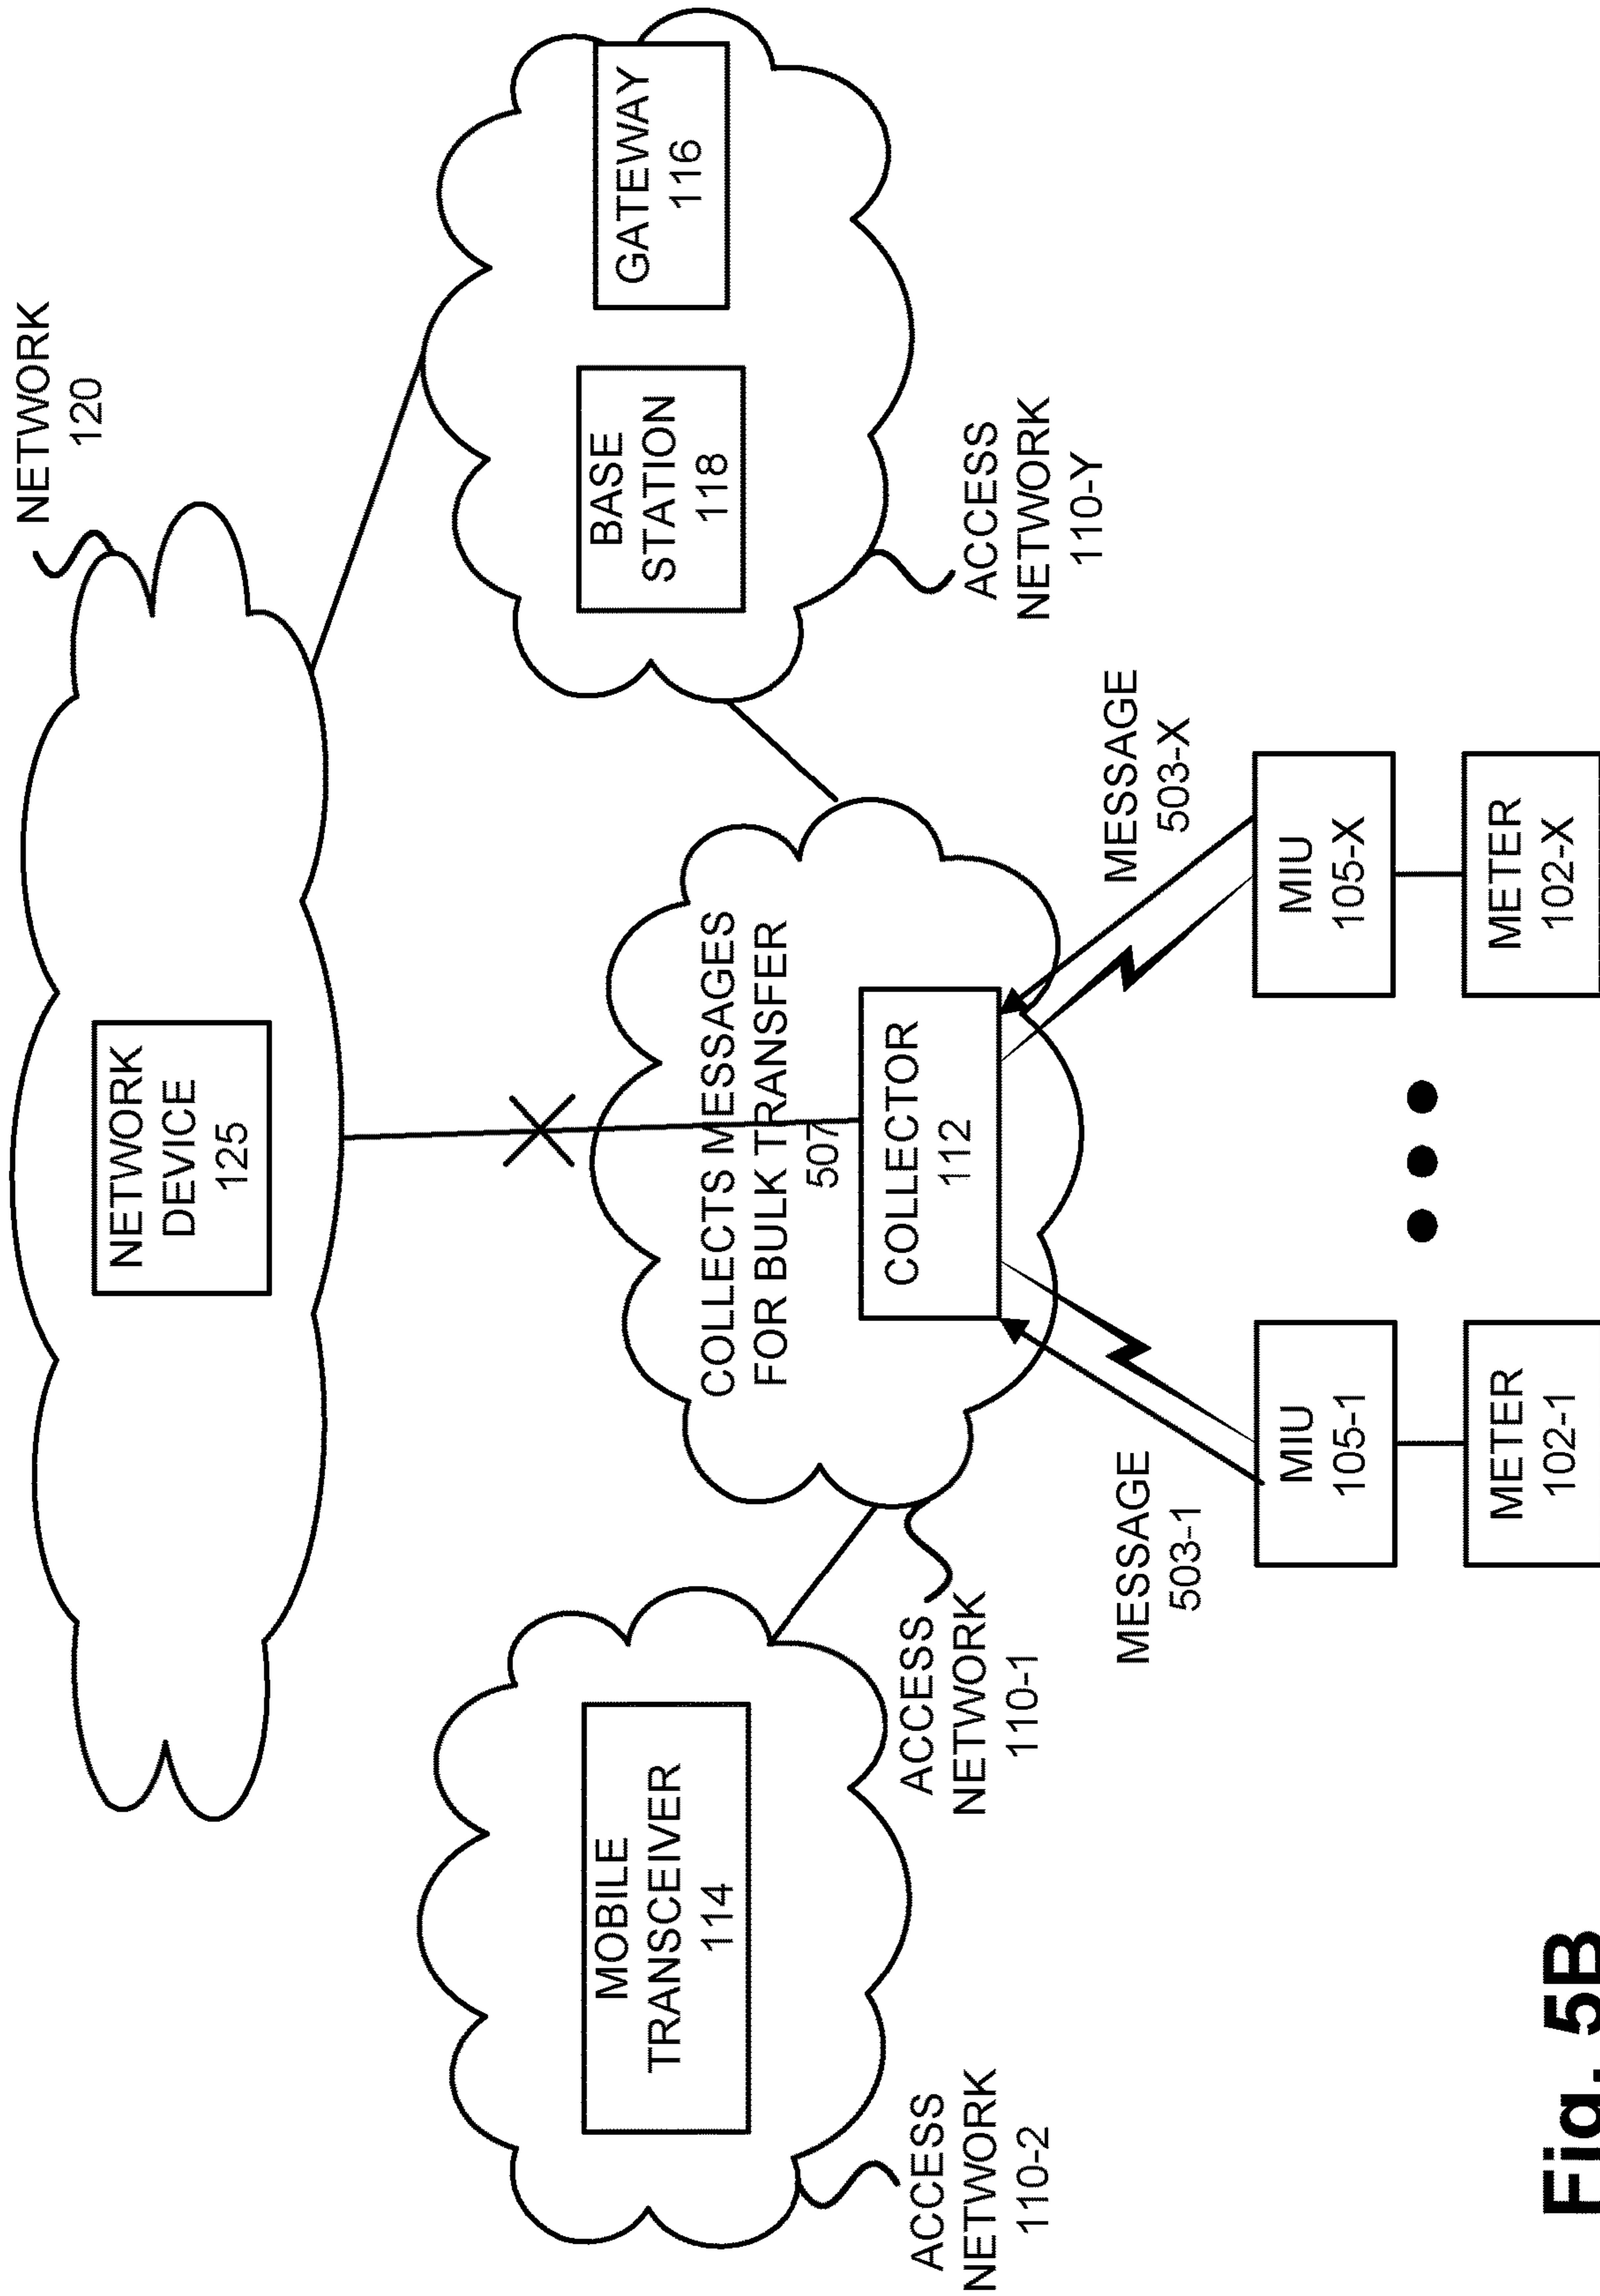 NETWORK
120
NETWORK
DEVICE
125
MOBILE
TRANSCEIVER
114
ACCESS
NETWORK
110-2
COLLECTS MESSAGES
FOR BULK TRANSFER
507
COLLECTOR
112
ACCESS
NETWORK
110-1
BASE
STATION
118
GATEWAY
116
ACCESS
NETWORK
110-Y
MESSAGE
503-1
MESSAGE
503-X
MIU
105-1
MIU
105-X
METER
102-1
METER
102-X
Fig. 5B